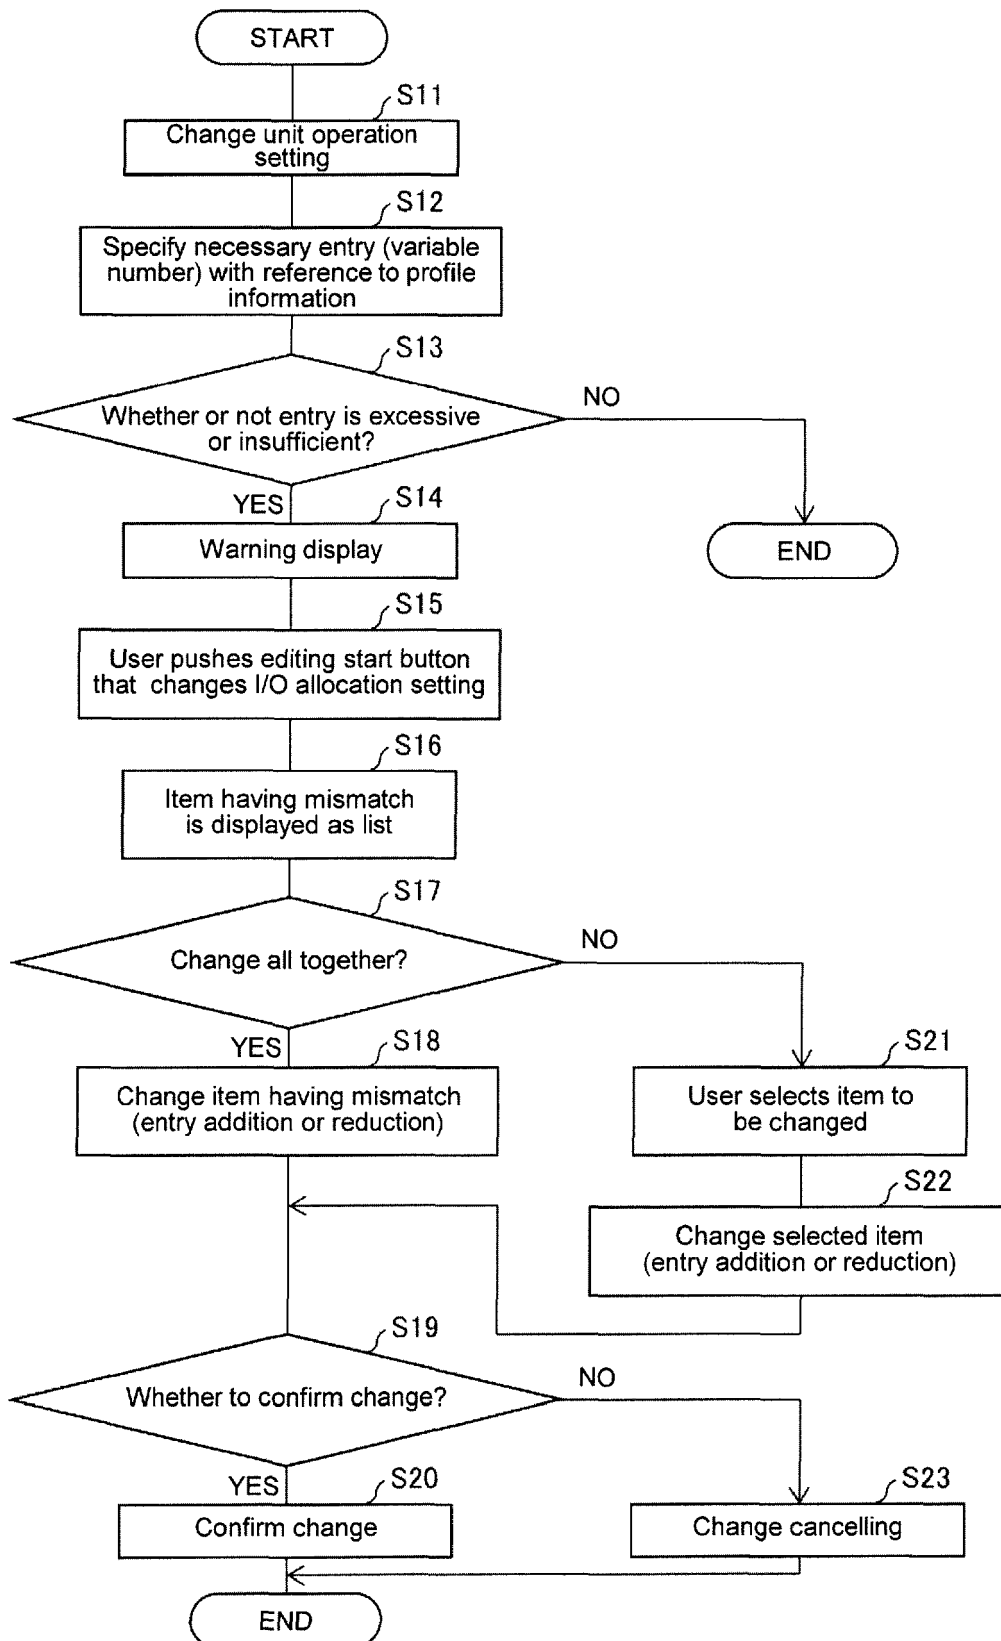 START
S11
Change unit operation
setting
S12
Specify necessary entry (variable
number) with reference to profile
information
S13
Whether or not entry is excessive
or insufficient?
NO
YES
S14
Warning display
END
S15
User pushes editing start button
that changes I/O allocation setting
S16
Item having mismatch
is displayed as list
S17
Change all together?
NO
YES
S18
Change item having mismatch
(entry addition or reduction)
S21
User selects item to
be changed
S22
Change selected item
(entry addition or reduction)
S19
Whether to confirm change?
NO
YES
S20
Confirm change
S23
Change cancelling
END